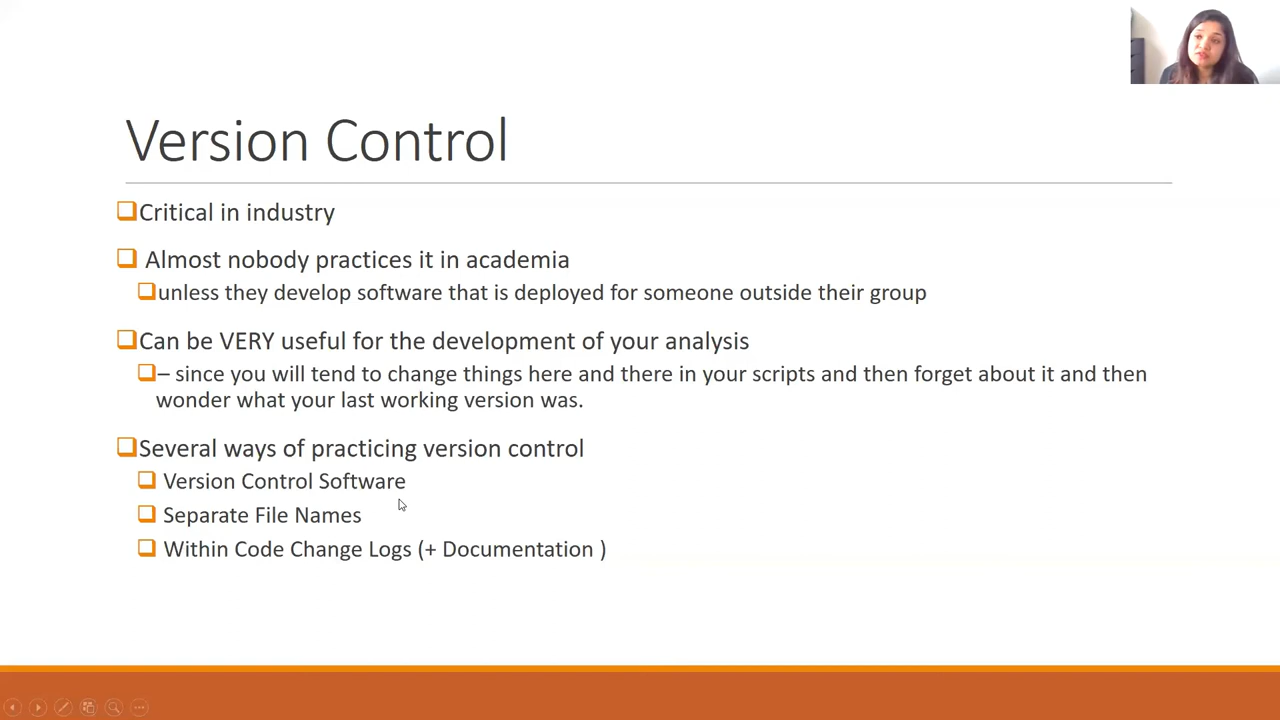 Version Control
Critical in industry
Almost nobody practices it in academia
unless they develop software that is deployed for someone outside their group
Can be VERY useful for the development of your analysis
– since you will tend to change things here and there in your scripts and then forget about it and then
wonder what your last working version was.
Several ways of practicing version control
Version Control Software
Separate File Names
Within Code Change Logs (+ Documentation )